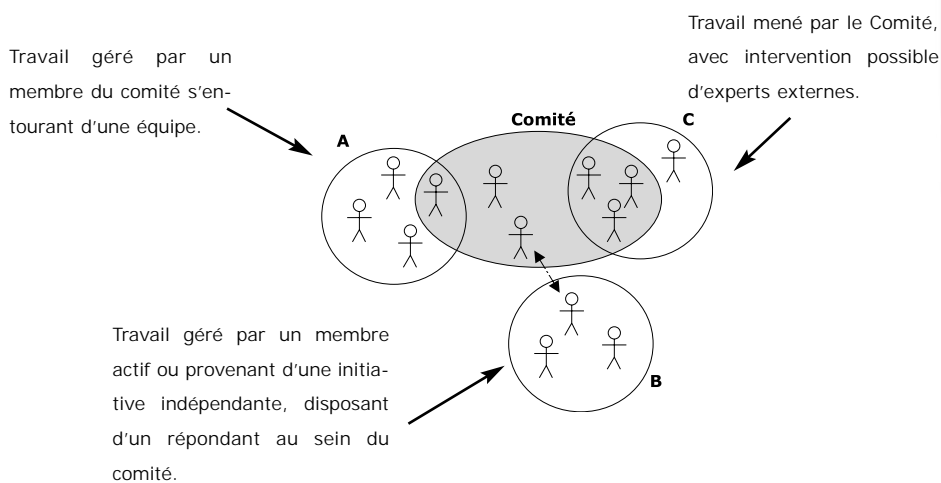 Travail mené par le Comité,
avec intervention possible
d'experts externes.
Travail géré par un
membre du comité s'en-
tourant d'une équipe.
Comité
C
A
Travail géré par un membre
actif ou provenant d'une initia-
tive indépendante, disposant
d'un répondant au sein du
comité.
B